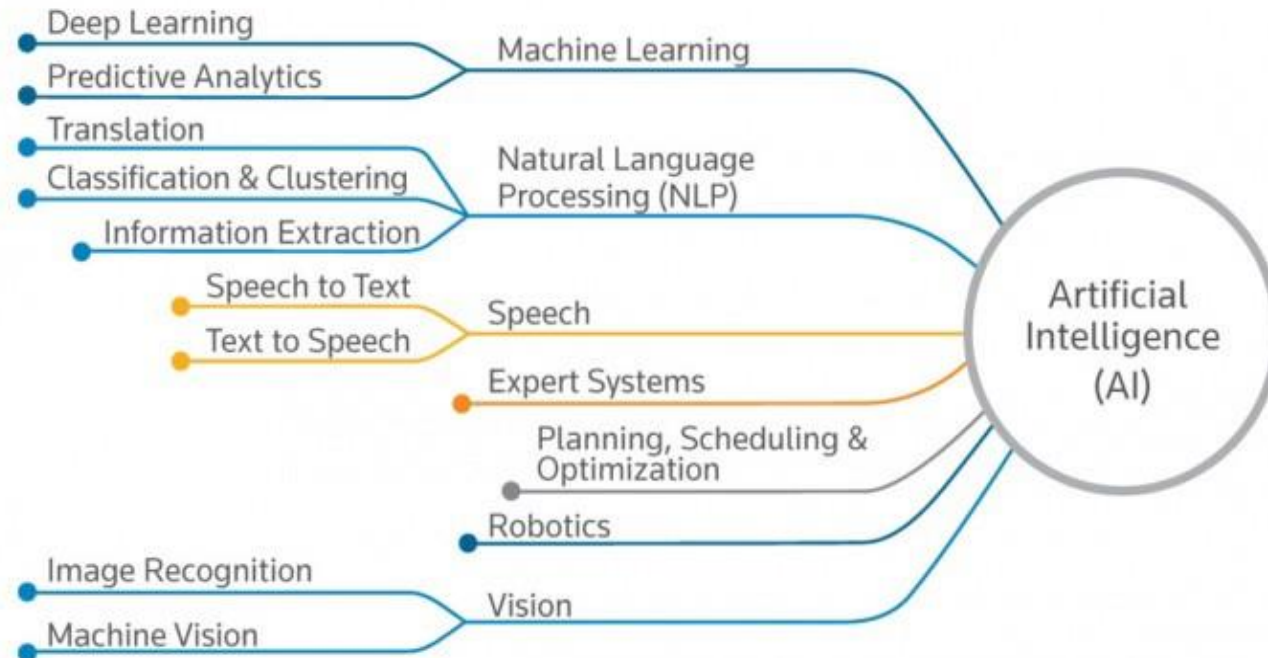 Deep Learning
Predictive Analytics
Machine Learning
Translation
Classification & Clustering
Information Extraction
Natural Language
Processing (NLP)
Speech to Text
Text to Speech
Speech
Expert Systems
Planning, Scheduling &
Optimization
Robotics
Image Recognition
Machine Vision
Vision
Artificial
Intelligence
(AI)